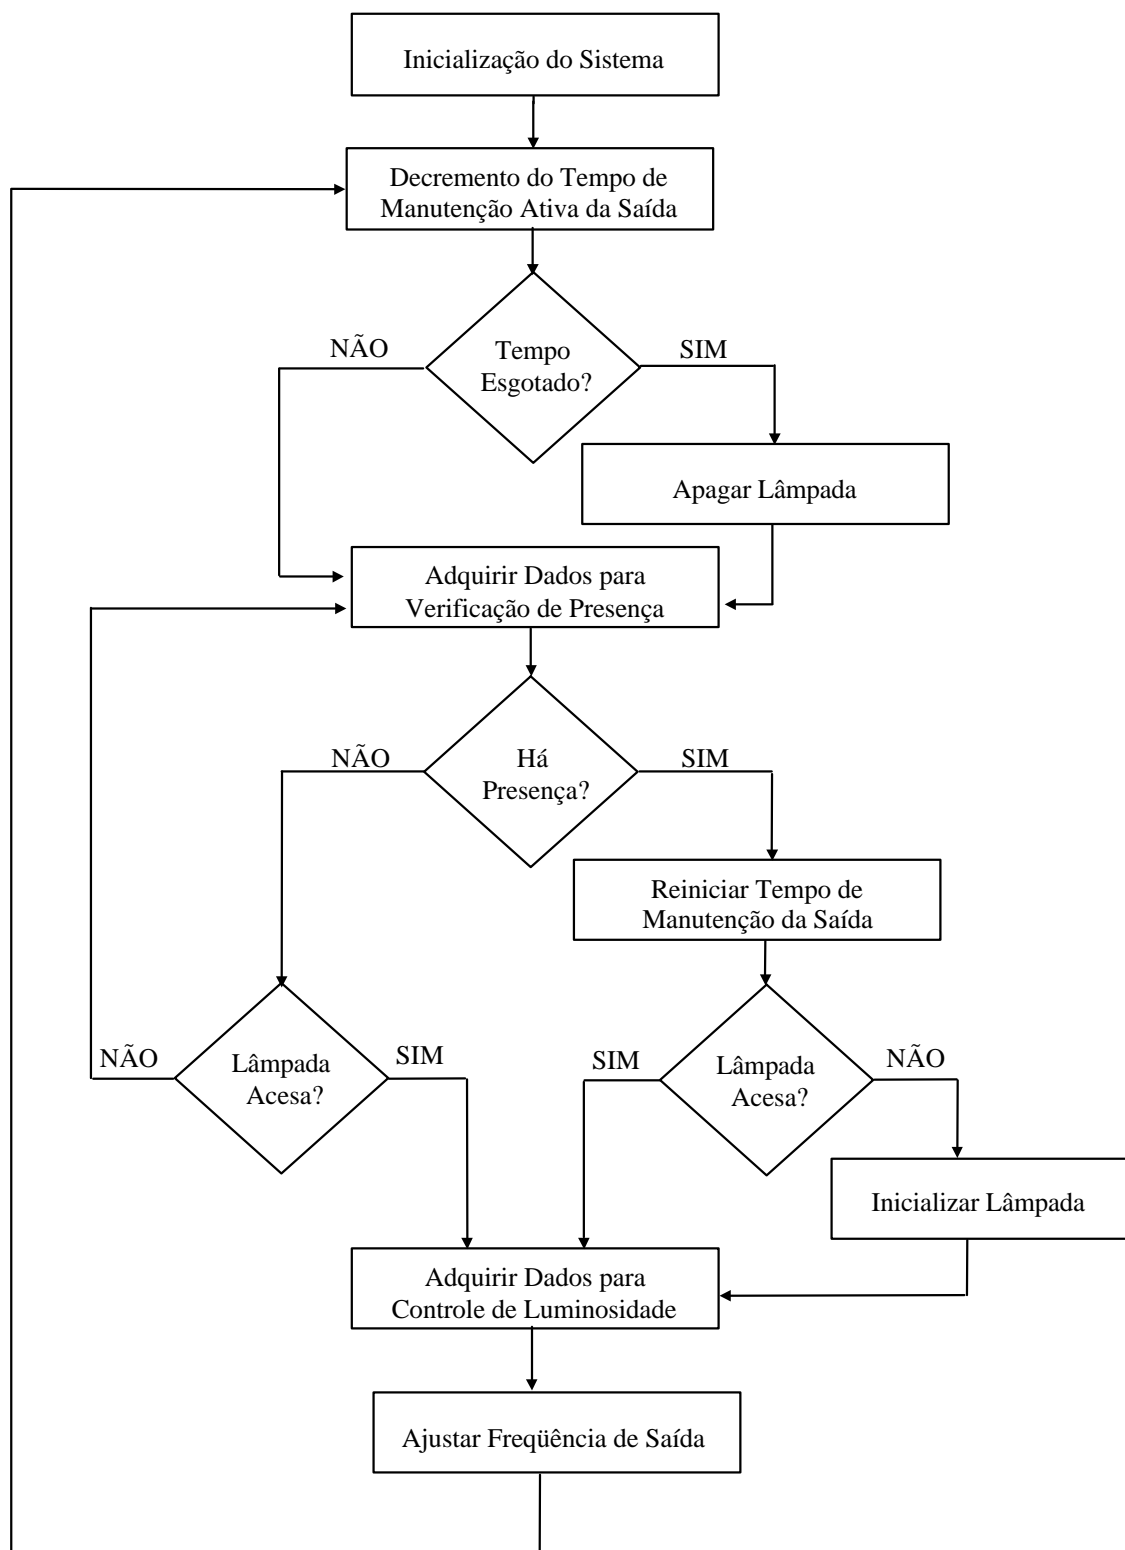 Inicialização do Sistema
Decremento do Tempo de
Manutenção Ativa da Saída
NÃO
SIM
Tempo
Esgotado?
Apagar Lâmpada
Adquirir Dados para
Verificação de Presença
NÃO
SIM
Há
Presença?
Reiniciar Tempo de
Manutenção da Saída
NÃO
Lâmpada
Acesa?
SIM
SIM
Lâmpada
Acesa?
NÃO
Inicializar Lâmpada
Adquirir Dados para
Controle de Luminosidade
Ajustar Freqüência de Saída